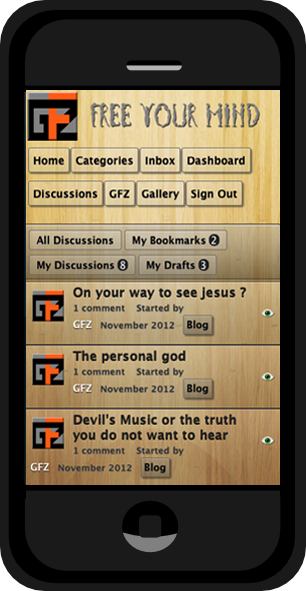 GFZ
FREE YOUR MIND
Home Categories Inbox Dashboard
Discussions GFZ Gallery Sign Out
All Discussions My Bookmarks 2
My Discussions 8 My Drafts 3
On your way to see jesus ?
1 comment Started by
GFZ November 2012 Blog
The personal god
1 comment Started by
GFZ November 2012 Blog
Devil's Music or the truth
you do not want to hear
1 comment Started by
GFZ November 2012 Blog